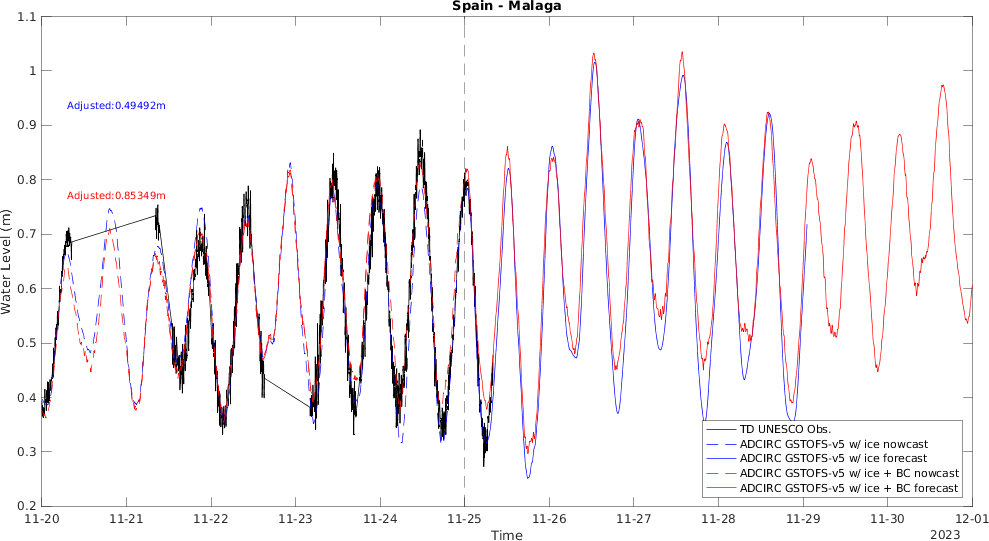 Spain - Malaga
1.1
1
0.9
0.8
0.7
0.6
0.5
0.4
0.3
0.2
Water Level (m)
Adjusted:0.49492m
Adjusted:0.85349m
TD UNESCO Obs.
ADCIRC GSTOFS-v5 w/ ice nowcast
ADCIRC GSTOFS-v5 w/ ice forecast
ADCIRC GSTOFS-v5 w/ ice + BC nowcast
ADCIRC GSTOFS-v5 w/ ice + BC forecast
11-20 11-21 11-22 11-23 11-24 11-25 11-26 11-27 11-28 11-29 11-30 12-01
Time
2023